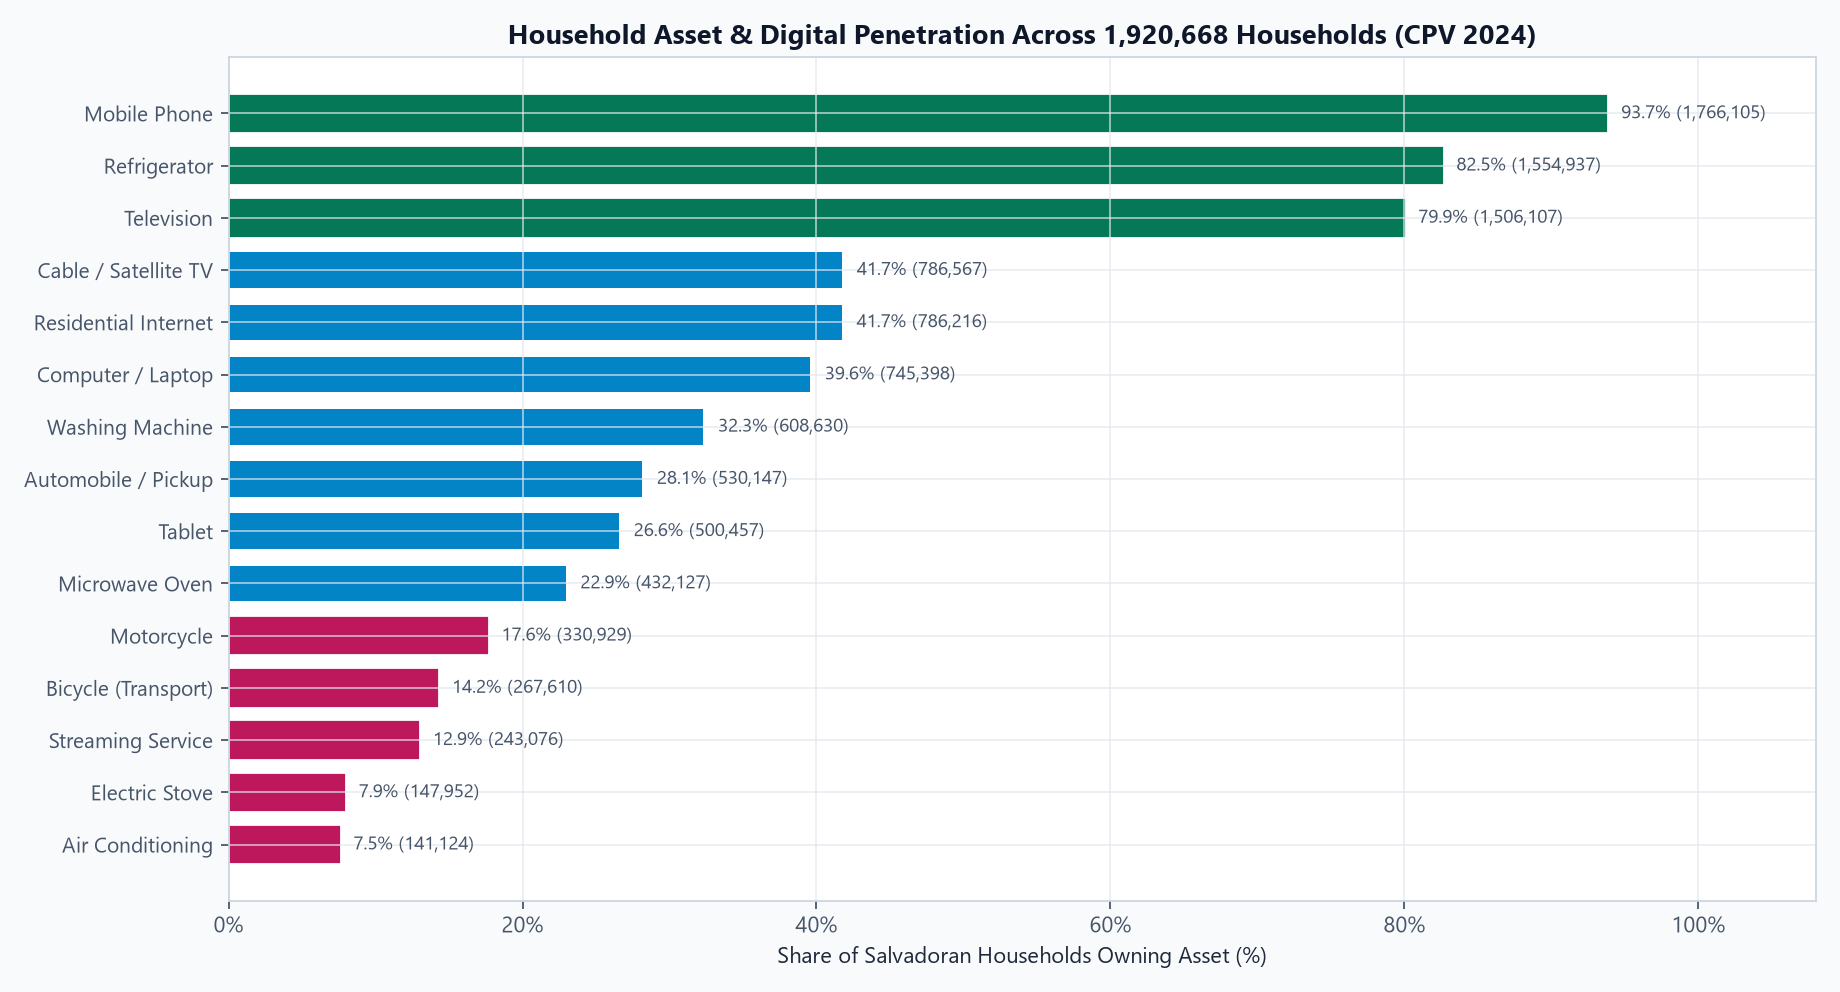 Household Asset & Digital Penetration Across 1,920,668 Households (CPV 2024)
Mobile Phone 93.7% (1,766,105)
Refrigerator 82.5% (1,554,937)
Television 79.9% (1,506,107)
Cable / Satellite TV 41.7% (786,567)
Residential Internet 41.7% (786,216)
Computer / Laptop 39.6% (745,398)
Washing Machine 32.3% (608,630)
Automobile / Pickup 28.1% (530,147)
Tablet 26.6% (500,457)
Microwave Oven 22.9% (432,127)
Motorcycle 17.6% (330,929)
Bicycle (Transport) 14.2% (267,610)
Streaming Service 12.9% (243,076)
Electric Stove 7.9% (147,952)
Air Conditioning 7.5% (141,124)
0% 20% 40% 60% 80% 100%
Share of Salvadoran Households Owning Asset (%)